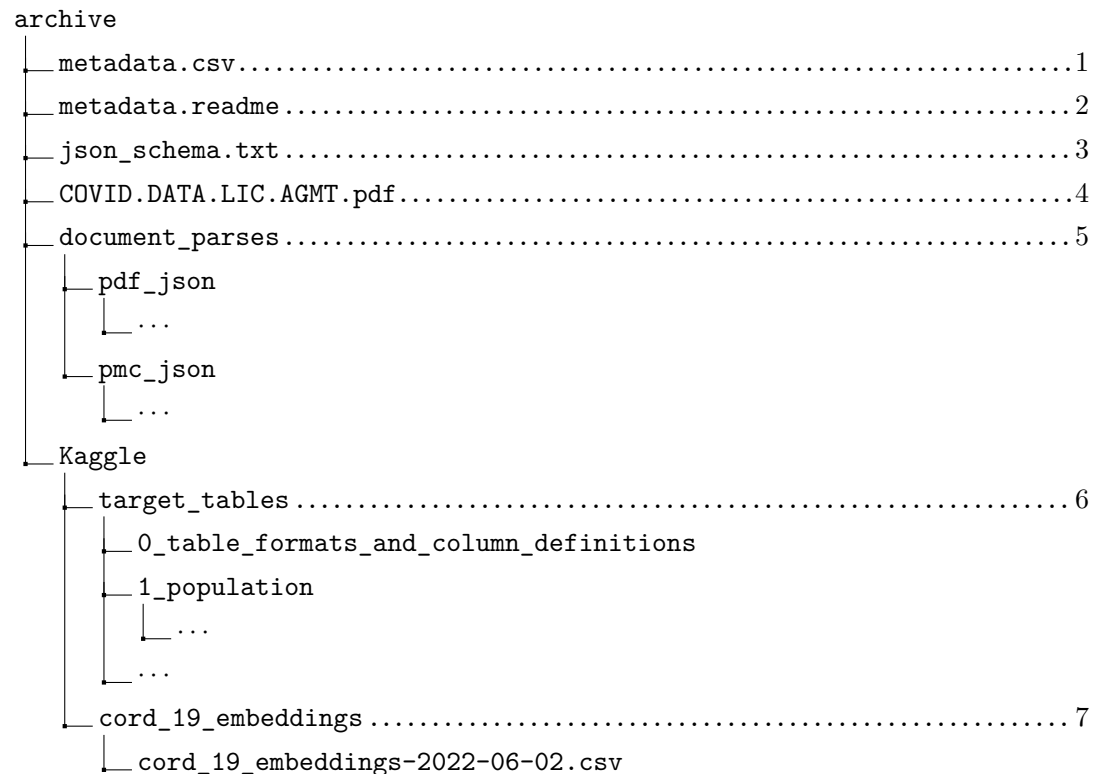 archive
metadata.csv........................................................................1
metadata.readme....................................................................2
json_schema.txt....................................................................3
COVID.DATA.LIC.AGMT.pdf..........................................................4
document_parses....................................................................5
pdf_json
...
pmc_json
...
Kaggle
target_tables..................................................................6
0_table_formats_and_column_definitions
1_population
...
...
cord_19_embeddings............................................................7
cord_19_embeddings-2022-06-02.csv